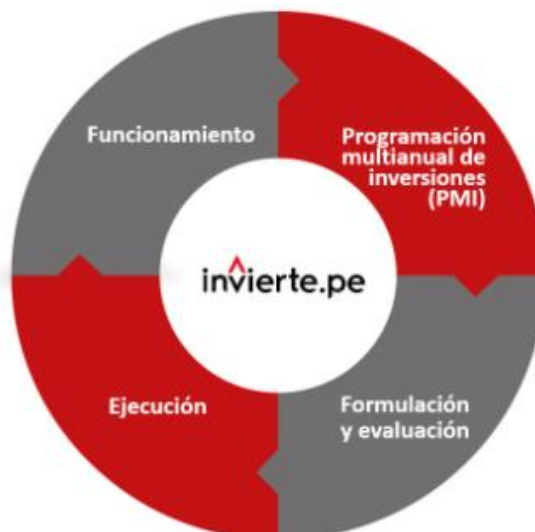 Funcionamiento
Programación
multianual de
inversiones
(PMI)
invierte.pe
Ejecución
Formulación
y evaluación